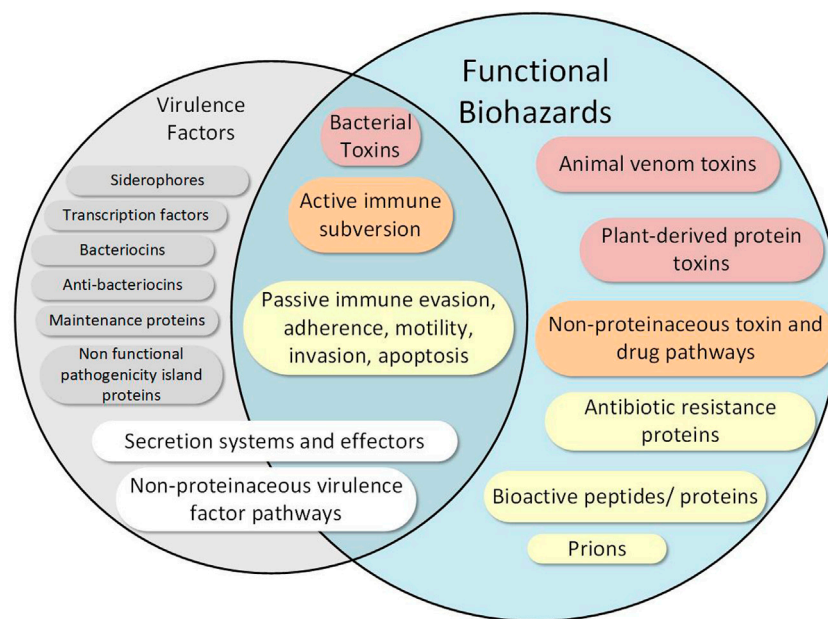 Virulence
Factors
Siderophores
Transcription factors
Bacteriocins
Anti-bacteriocins
Maintenance proteins
Non functional
pathogenicity island
proteins
Secretion systems and effectors
Non-proteinaceous virulence
factor pathways
Bacterial
Toxins
Active immune
subversion
Passive immune evasion,
adherence, motility,
invasion, apoptosis
Functional
Biohazards
Animal venom toxins
Plant-derived protein
toxins
Non-proteinaceous toxin and
drug pathways
Antibiotic resistance
proteins
Bioactive peptides/ proteins
Prions